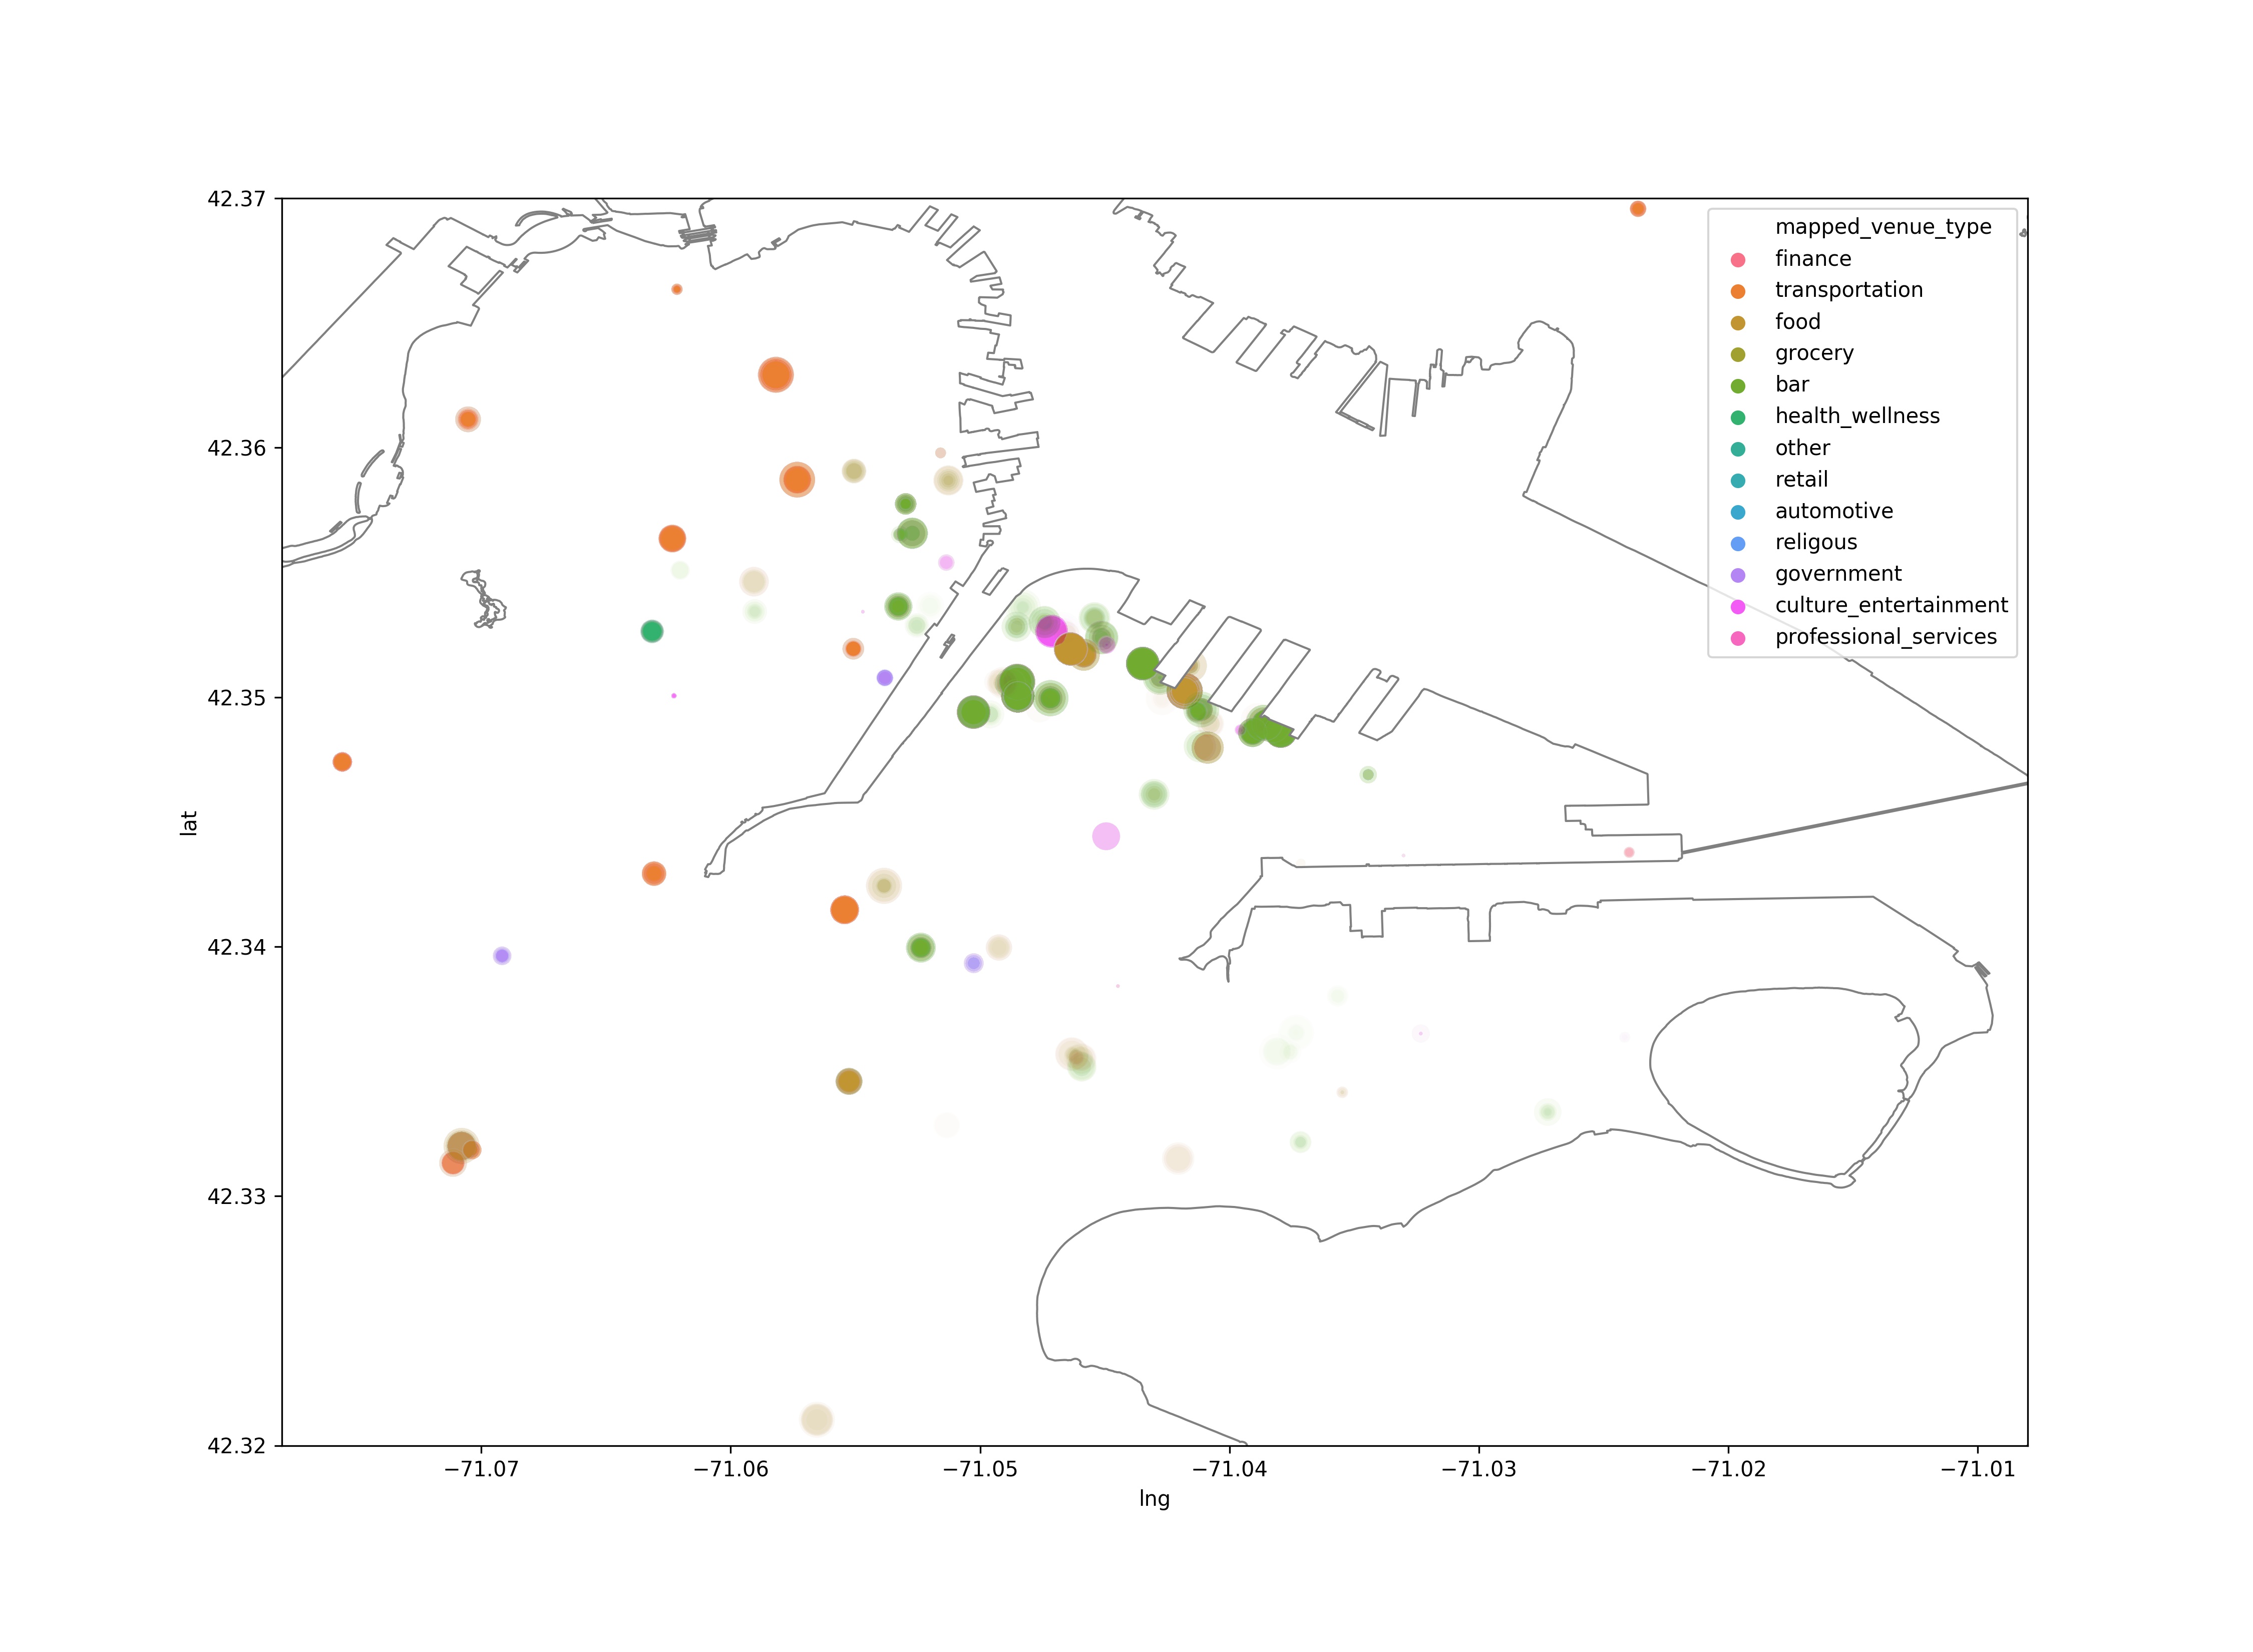 42.37
42.36
42.35
42.34
42.33
42.32
lat
−71.07
−71.06
−71.05
−71.04
−71.03
−71.02
−71.01
lng
mapped_venue_type
finance
transportation
food
grocery
bar
health_wellness
other
retail
automotive
religous
government
culture_entertainment
professional_services